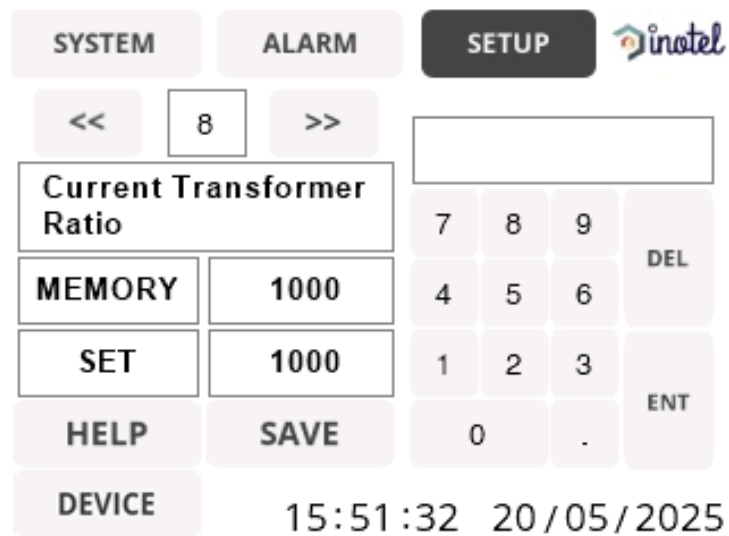 SYSTEM ALARM SETUP inotel
<< 8 >>
Current Transformer
Ratio
7 8 9 DEL
MEMORY 1000
4 5 6
SET 1000
1 2 3 ENT
HELP SAVE
0 .
DEVICE
15:51:32 20/05/2025